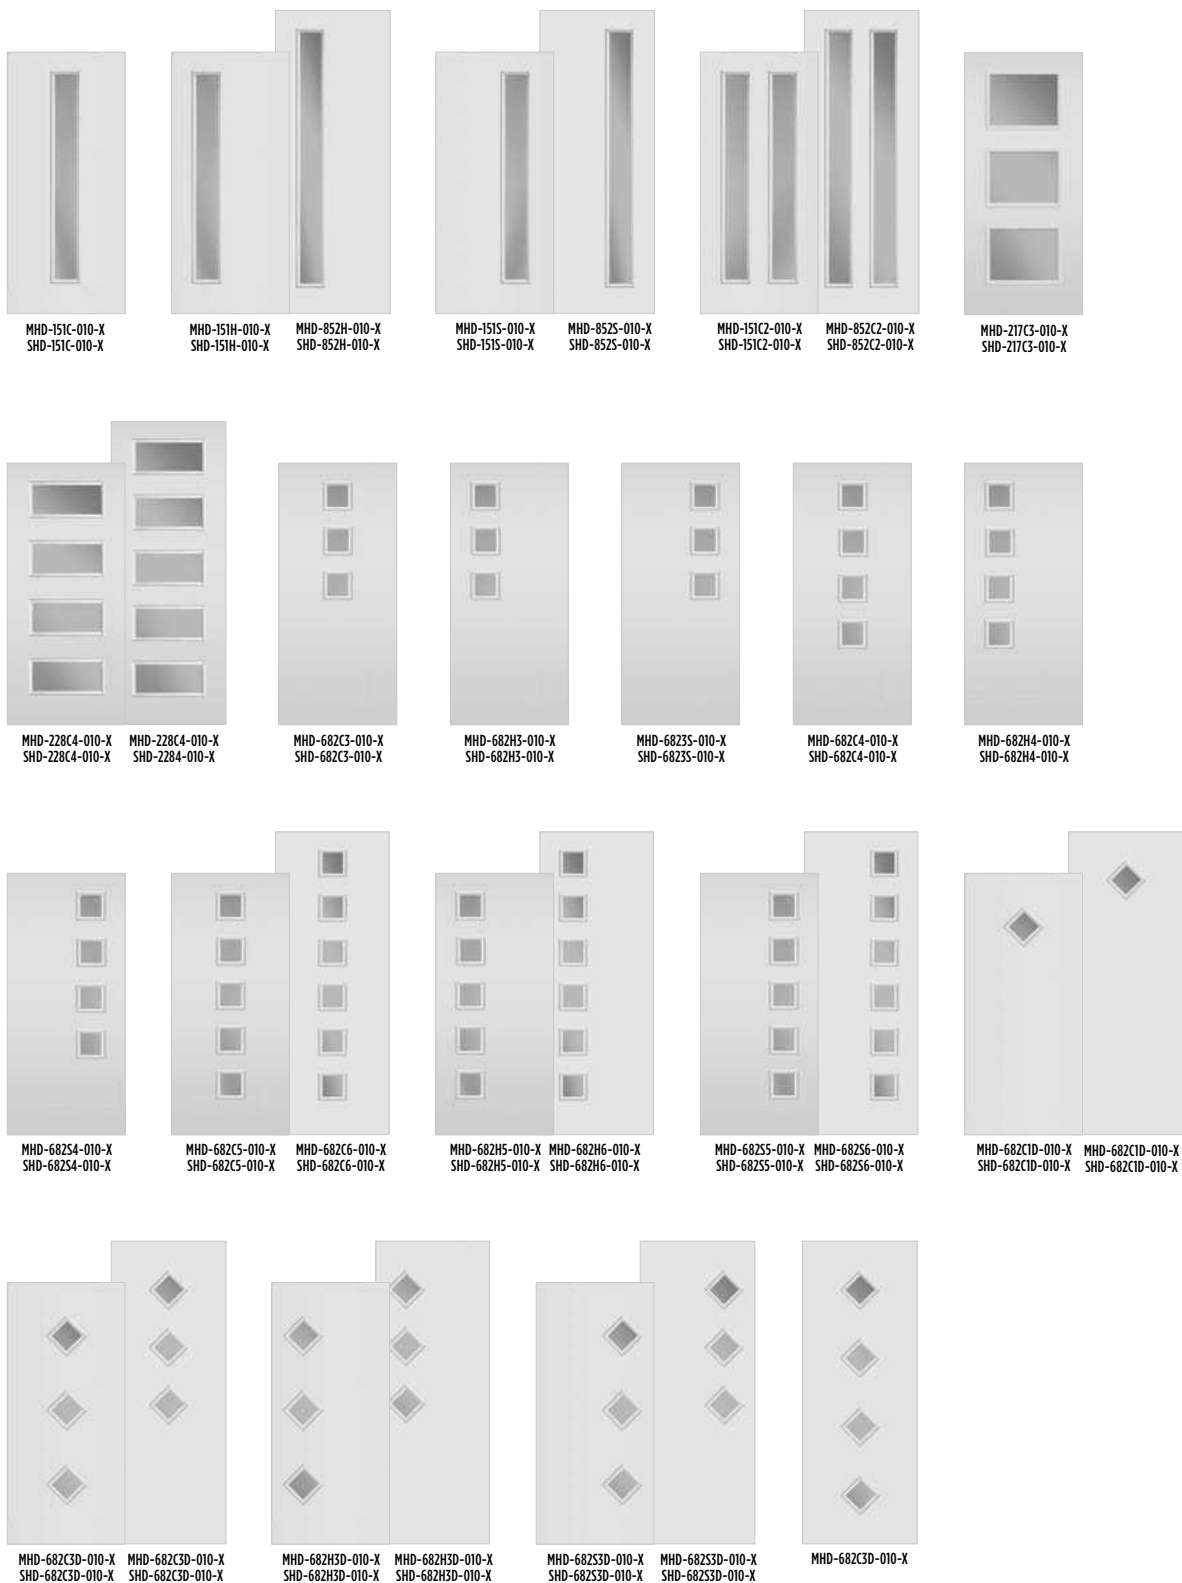 MHD-151C-010-X
SHD-151C-010-X
MHD-151H-010-X
SHD-151H-010-X
MHD-852H-010-X
SHD-852H-010-X
MHD-151S-010-X
SHD-151S-010-X
MHD-852S-010-X
SHD-852S-010-X
MHD-151C2-010-X
SHD-151C2-010-X
MHD-852C2-010-X
SHD-852C2-010-X
MHD-217C3-010-X
SHD-217C3-010-X
MHD-228C4-010-X
SHD-228C4-010-X
MHD-228C4-010-X
SHD-2284-010-X
MHD-682C3-010-X
SHD-682C3-010-X
MHD-682H3-010-X
SHD-682H3-010-X
MHD-6823S-010-X
SHD-6823S-010-X
MHD-682C4-010-X
SHD-682C4-010-X
MHD-682H4-010-X
SHD-682H4-010-X
MHD-682S4-010-X
SHD-682S4-010-X
MHD-682C5-010-X
SHD-682C5-010-X
MHD-682C6-010-X
SHD-682C6-010-X
MHD-682H5-010-X
SHD-682H5-010-X
MHD-682H6-010-X
SHD-682H6-010-X
MHD-682S5-010-X
SHD-682S5-010-X
MHD-682S6-010-X
SHD-682S6-010-X
MHD-682C1D-010-X
SHD-682C1D-010-X
MHD-682C1D-010-X
SHD-682C1D-010-X
MHD-682C3D-010-X
SHD-682C3D-010-X
MHD-682C3D-010-X
SHD-682C3D-010-X
MHD-682H3D-010-X
SHD-682H3D-010-X
MHD-682H3D-010-X
SHD-682H3D-010-X
MHD-682S3D-010-X
SHD-682S3D-010-X
MHD-682S3D-010-X
SHD-682S3D-010-X
MHD-682C3D-010-X